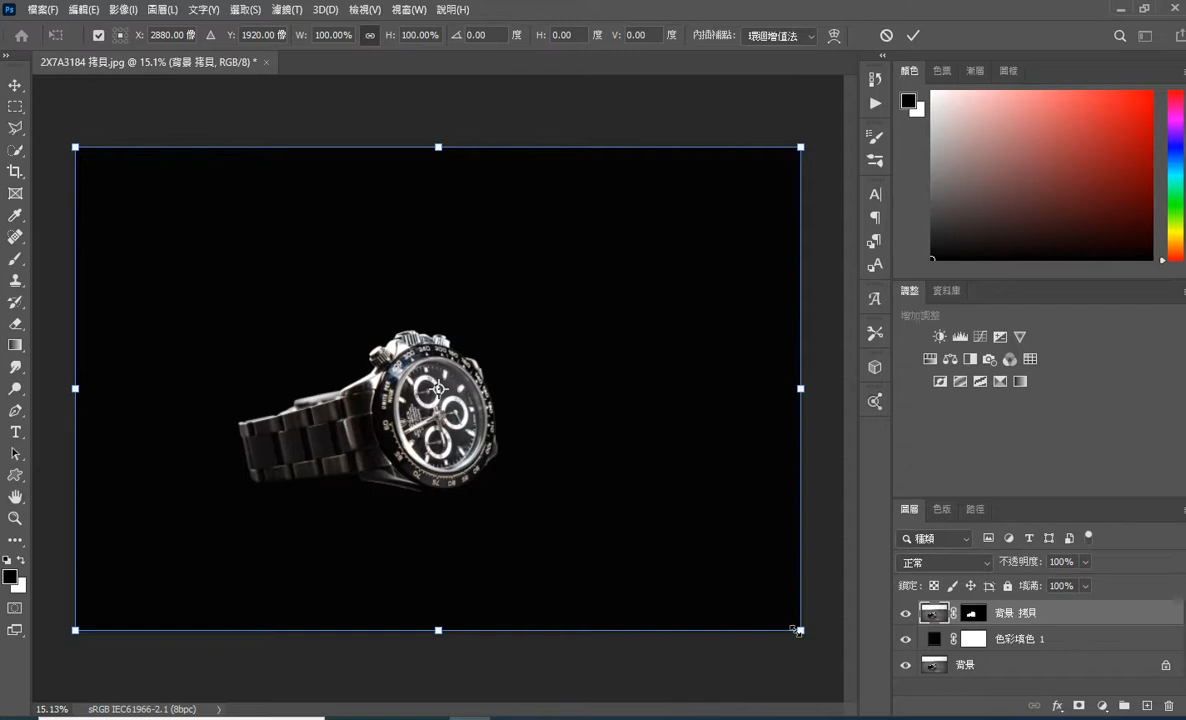 Ps 檔案(F) 編輯(E) 影像(I) 圖層(L) 文字(Y) 選取(S) 濾鏡(T) 3D(D) 檢視(V) 視窗(W) 說明(H)
X: 2880.00 像 Y: 1920.00 像 W: 100.00% H: 100.00% 0.00 度 H: 0.00 度 V: 0.00 度 內插補點: 環迴增值法
2X7A3184 拷貝.jpg @ 15.1% (背景 拷貝, RGB/8) * ×
顏色 色票 漸層 圖樣
調整 資料庫
增加調整
圖層 色版 路徑
種類
正常 不透明度: 100%
鎖定: 填滿: 100%
背景 拷貝
色彩填色 1
背景
fx
15.13% sRGB IEC61966-2.1 (8bpc)